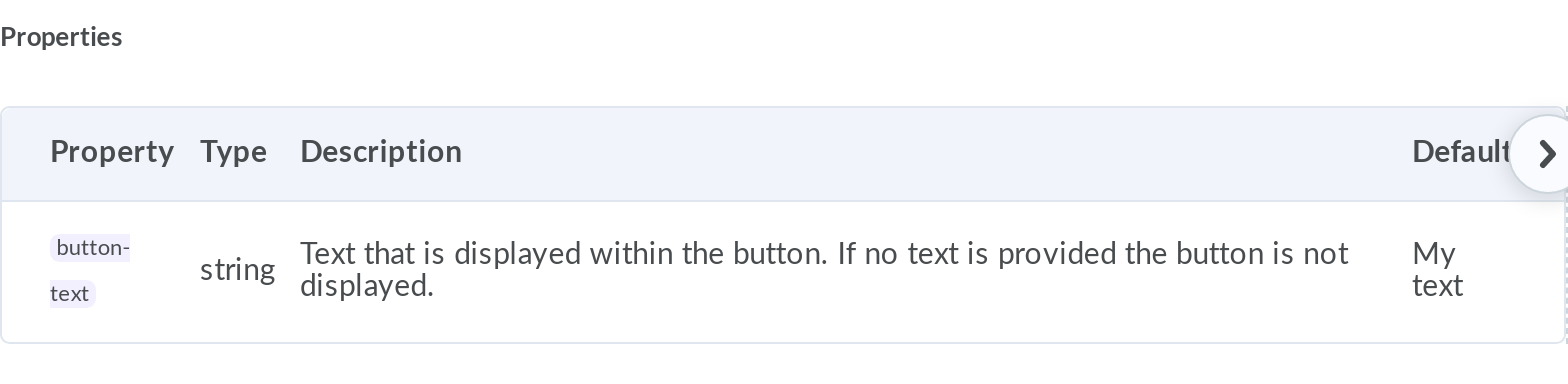 Properties
Property Type Description Default
button-
text
string
Text that is displayed within the button. If no text is provided the button is not
displayed.
My
text